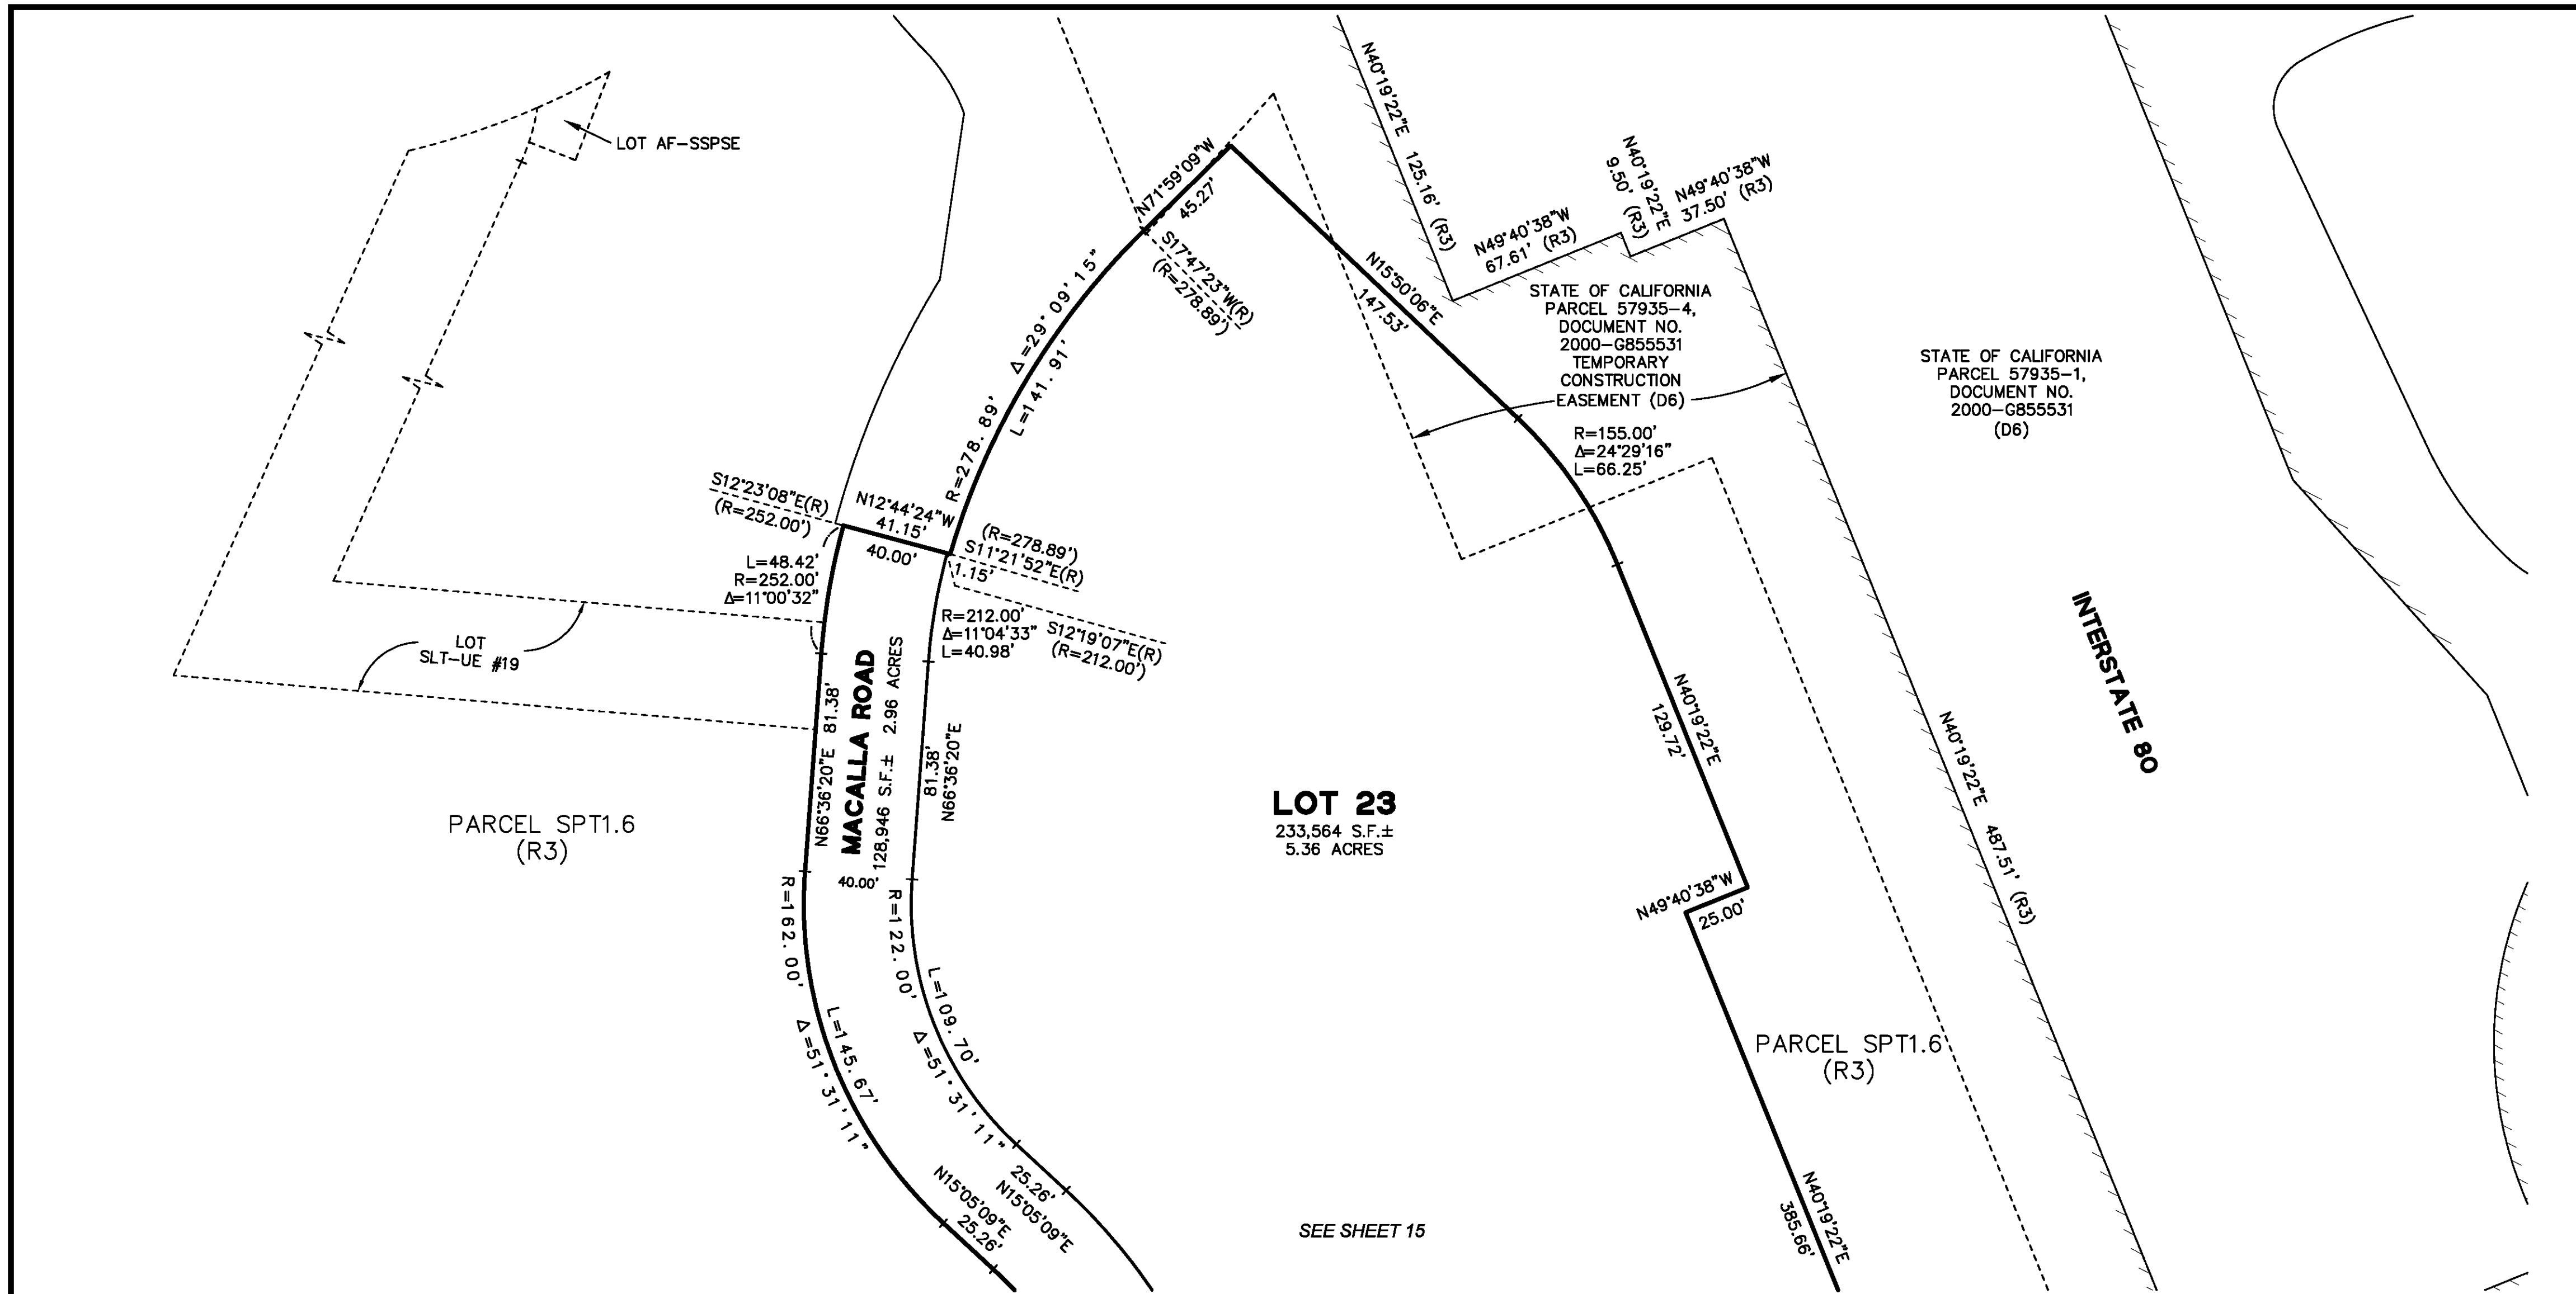 LOT AF-SSPSE
N71°59'09"W
45.27'
S17°47'23"W(R)
(R=278.89')
N40°19'22"E 125.16' (R3)
N49°40'38"W
67.61' (R3)
N40°19'22"E
9.50' (R3)
N49°40'38"W
37.50' (R3)
N15°50'06"E
147.53'
STATE OF CALIFORNIA
PARCEL 57935-4,
DOCUMENT NO.
2000-G855531
TEMPORARY
CONSTRUCTION
EASEMENT (D6)
STATE OF CALIFORNIA
PARCEL 57935-1,
DOCUMENT NO.
2000-G855531
(D6)
R=278.89' Δ=29°09'15"
L=141.91'
R=155.00'
Δ=24°29'16"
L=66.25'
S12°23'08"E(R)
(R=252.00')
N12°44'24"W
41.15'
40.00'
(R=278.89')
S11°21'52"E(R)
1.15'
L=48.42'
R=252.00'
Δ=11°00'32"
R=212.00'
Δ=11°04'33"
L=40.98'
S12°19'07"E(R)
(R=212.00')
LOT
SLT-UE #19
N66°36'20"E 81.38'
MACALLA ROAD
128,946 S.F.± 2.96 ACRES
81.38'
N66°36'20"E
N40°19'22"E
129.72'
INTERSTATE 80
N40°19'22"E 487.51' (R3)
PARCEL SPT1.6
(R3)
LOT 23
233,564 S.F.±
5.36 ACRES
40.00'
N49°40'38"W
25.00'
R=162.00' Δ=51°31'11"
L=145.67'
R=122.00' Δ=51°31'11"
L=109.70'
PARCEL SPT1.6
(R3)
N15°05'09"E
25.26'
25.26'
N15°05'09"E
SEE SHEET 15
N40°19'22"E
385.66'